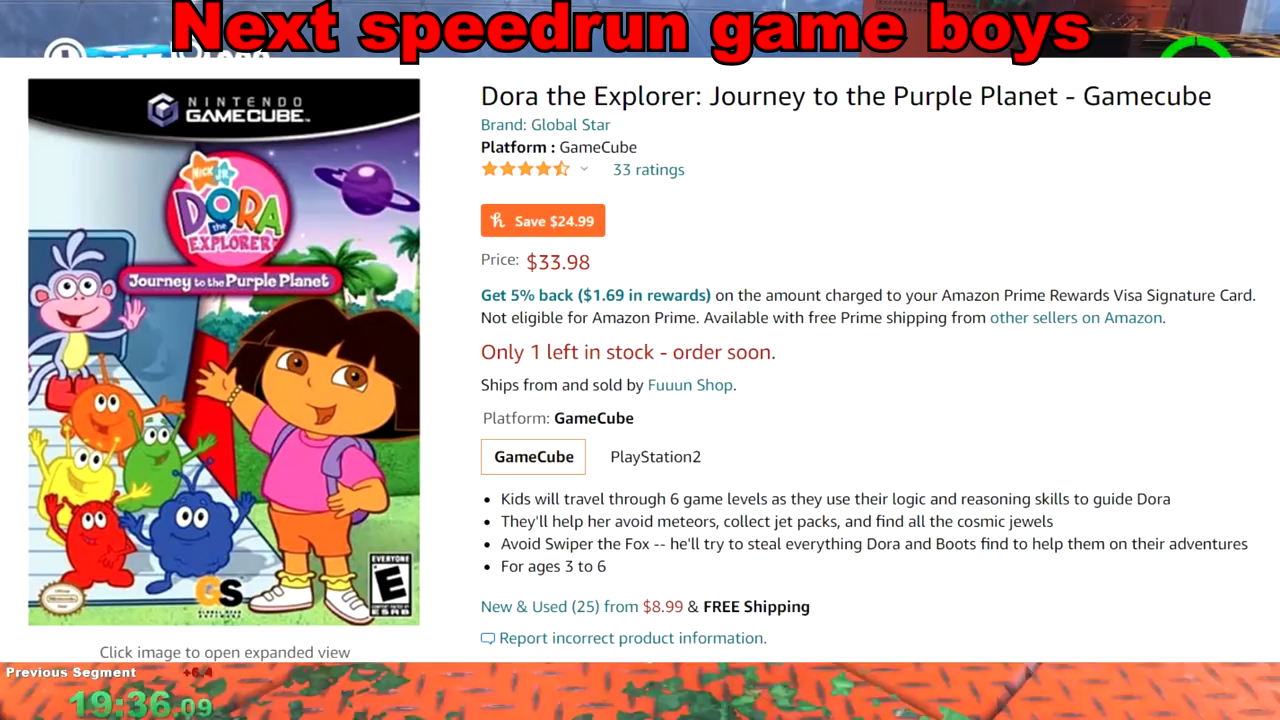 Next speedrun game boys
NINTENDO
GAMECUBE™
NICK JR.
DORA
the
EXPLORER
Journey to the Purple Planet
EVERYONE
E
ESRB
GS
Click image to open expanded view
Dora the Explorer: Journey to the Purple Planet - Gamecube
Brand: Global Star
Platform : GameCube
33 ratings
Save $24.99
Price: $33.98
Get 5% back ($1.69 in rewards) on the amount charged to your Amazon Prime Rewards Visa Signature Card.
Not eligible for Amazon Prime. Available with free Prime shipping from other sellers on Amazon.
Only 1 left in stock - order soon.
Ships from and sold by Fuuun Shop.
Platform: GameCube
GameCube PlayStation2
• Kids will travel through 6 game levels as they use their logic and reasoning skills to guide Dora
• They'll help her avoid meteors, collect jet packs, and find all the cosmic jewels
• Avoid Swiper the Fox -- he'll try to steal everything Dora and Boots find to help them on their adventures
• For ages 3 to 6
New & Used (25) from $8.99 & FREE Shipping
Report incorrect product information.
Previous Segment +6.4
19:36.09